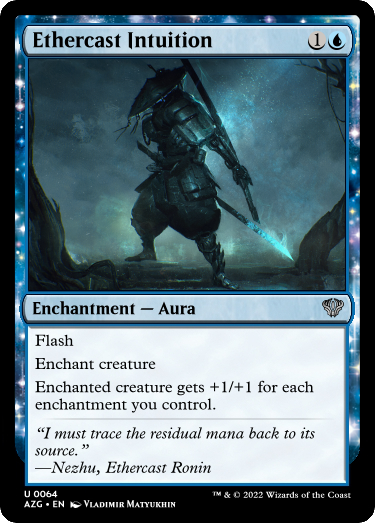 Ethercast Intuition 1
Enchantment — Aura
Flash
Enchant creature
Enchanted creature gets +1/+1 for each
enchantment you control.
“I must trace the residual mana back to its
source.”
—Nezhu, Ethercast Ronin
U 0064
AZG • EN Vladimir Matyukhin
™ & © 2022 Wizards of the Coast